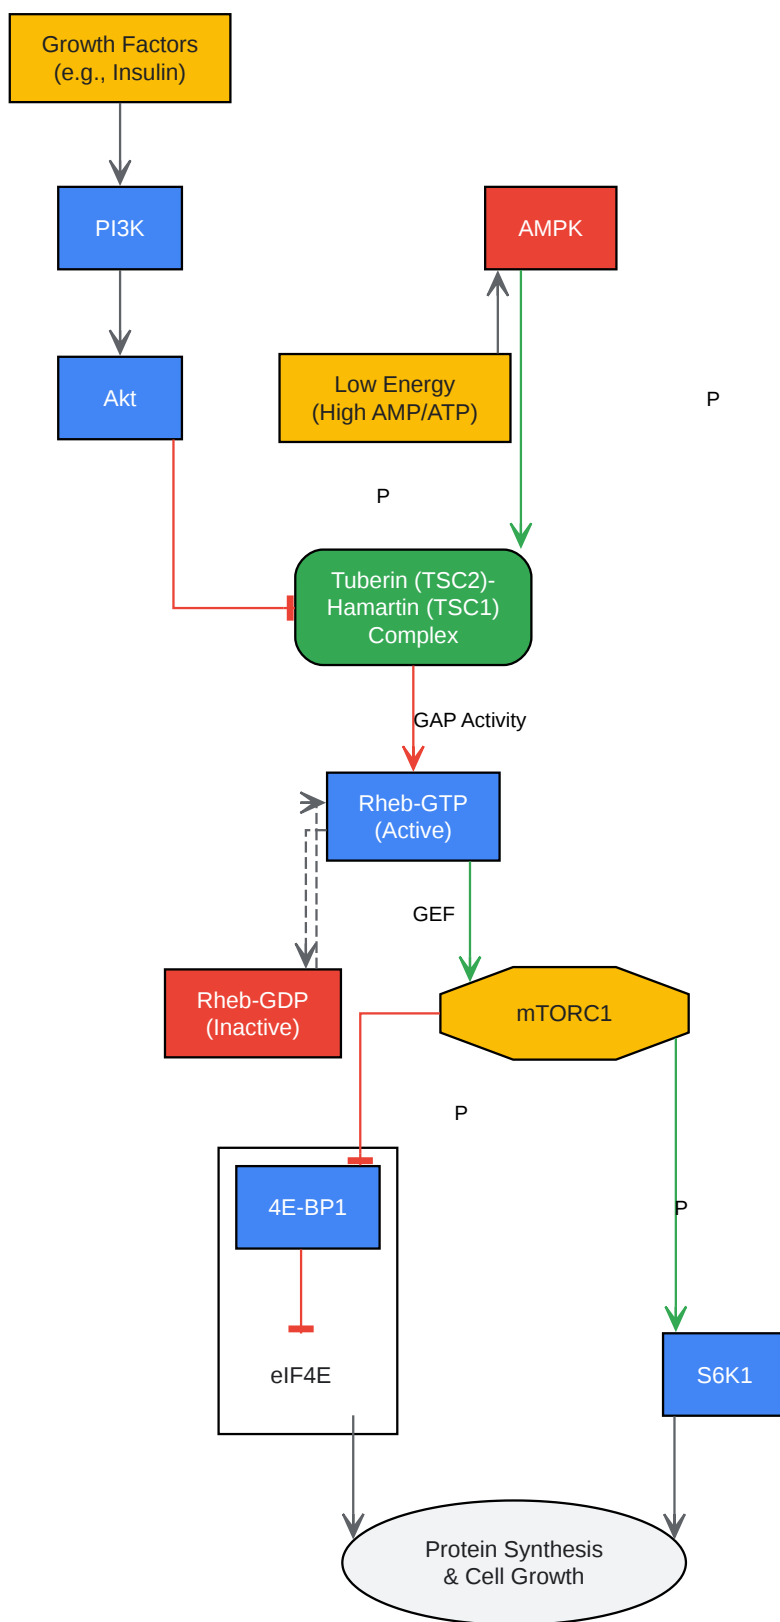 Growth Factors
(e.g., Insulin)
PI3K
AMPK
Akt
Low Energy
(High AMP/ATP)
P
P
Tuberin (TSC2)-
Hamartin (TSC1)
Complex
GAP Activity
Rheb-GTP
(Active)
GEF
Rheb-GDP
(Inactive)
mTORC1
P
4E-BP1
P
eIF4E
S6K1
Protein Synthesis
& Cell Growth